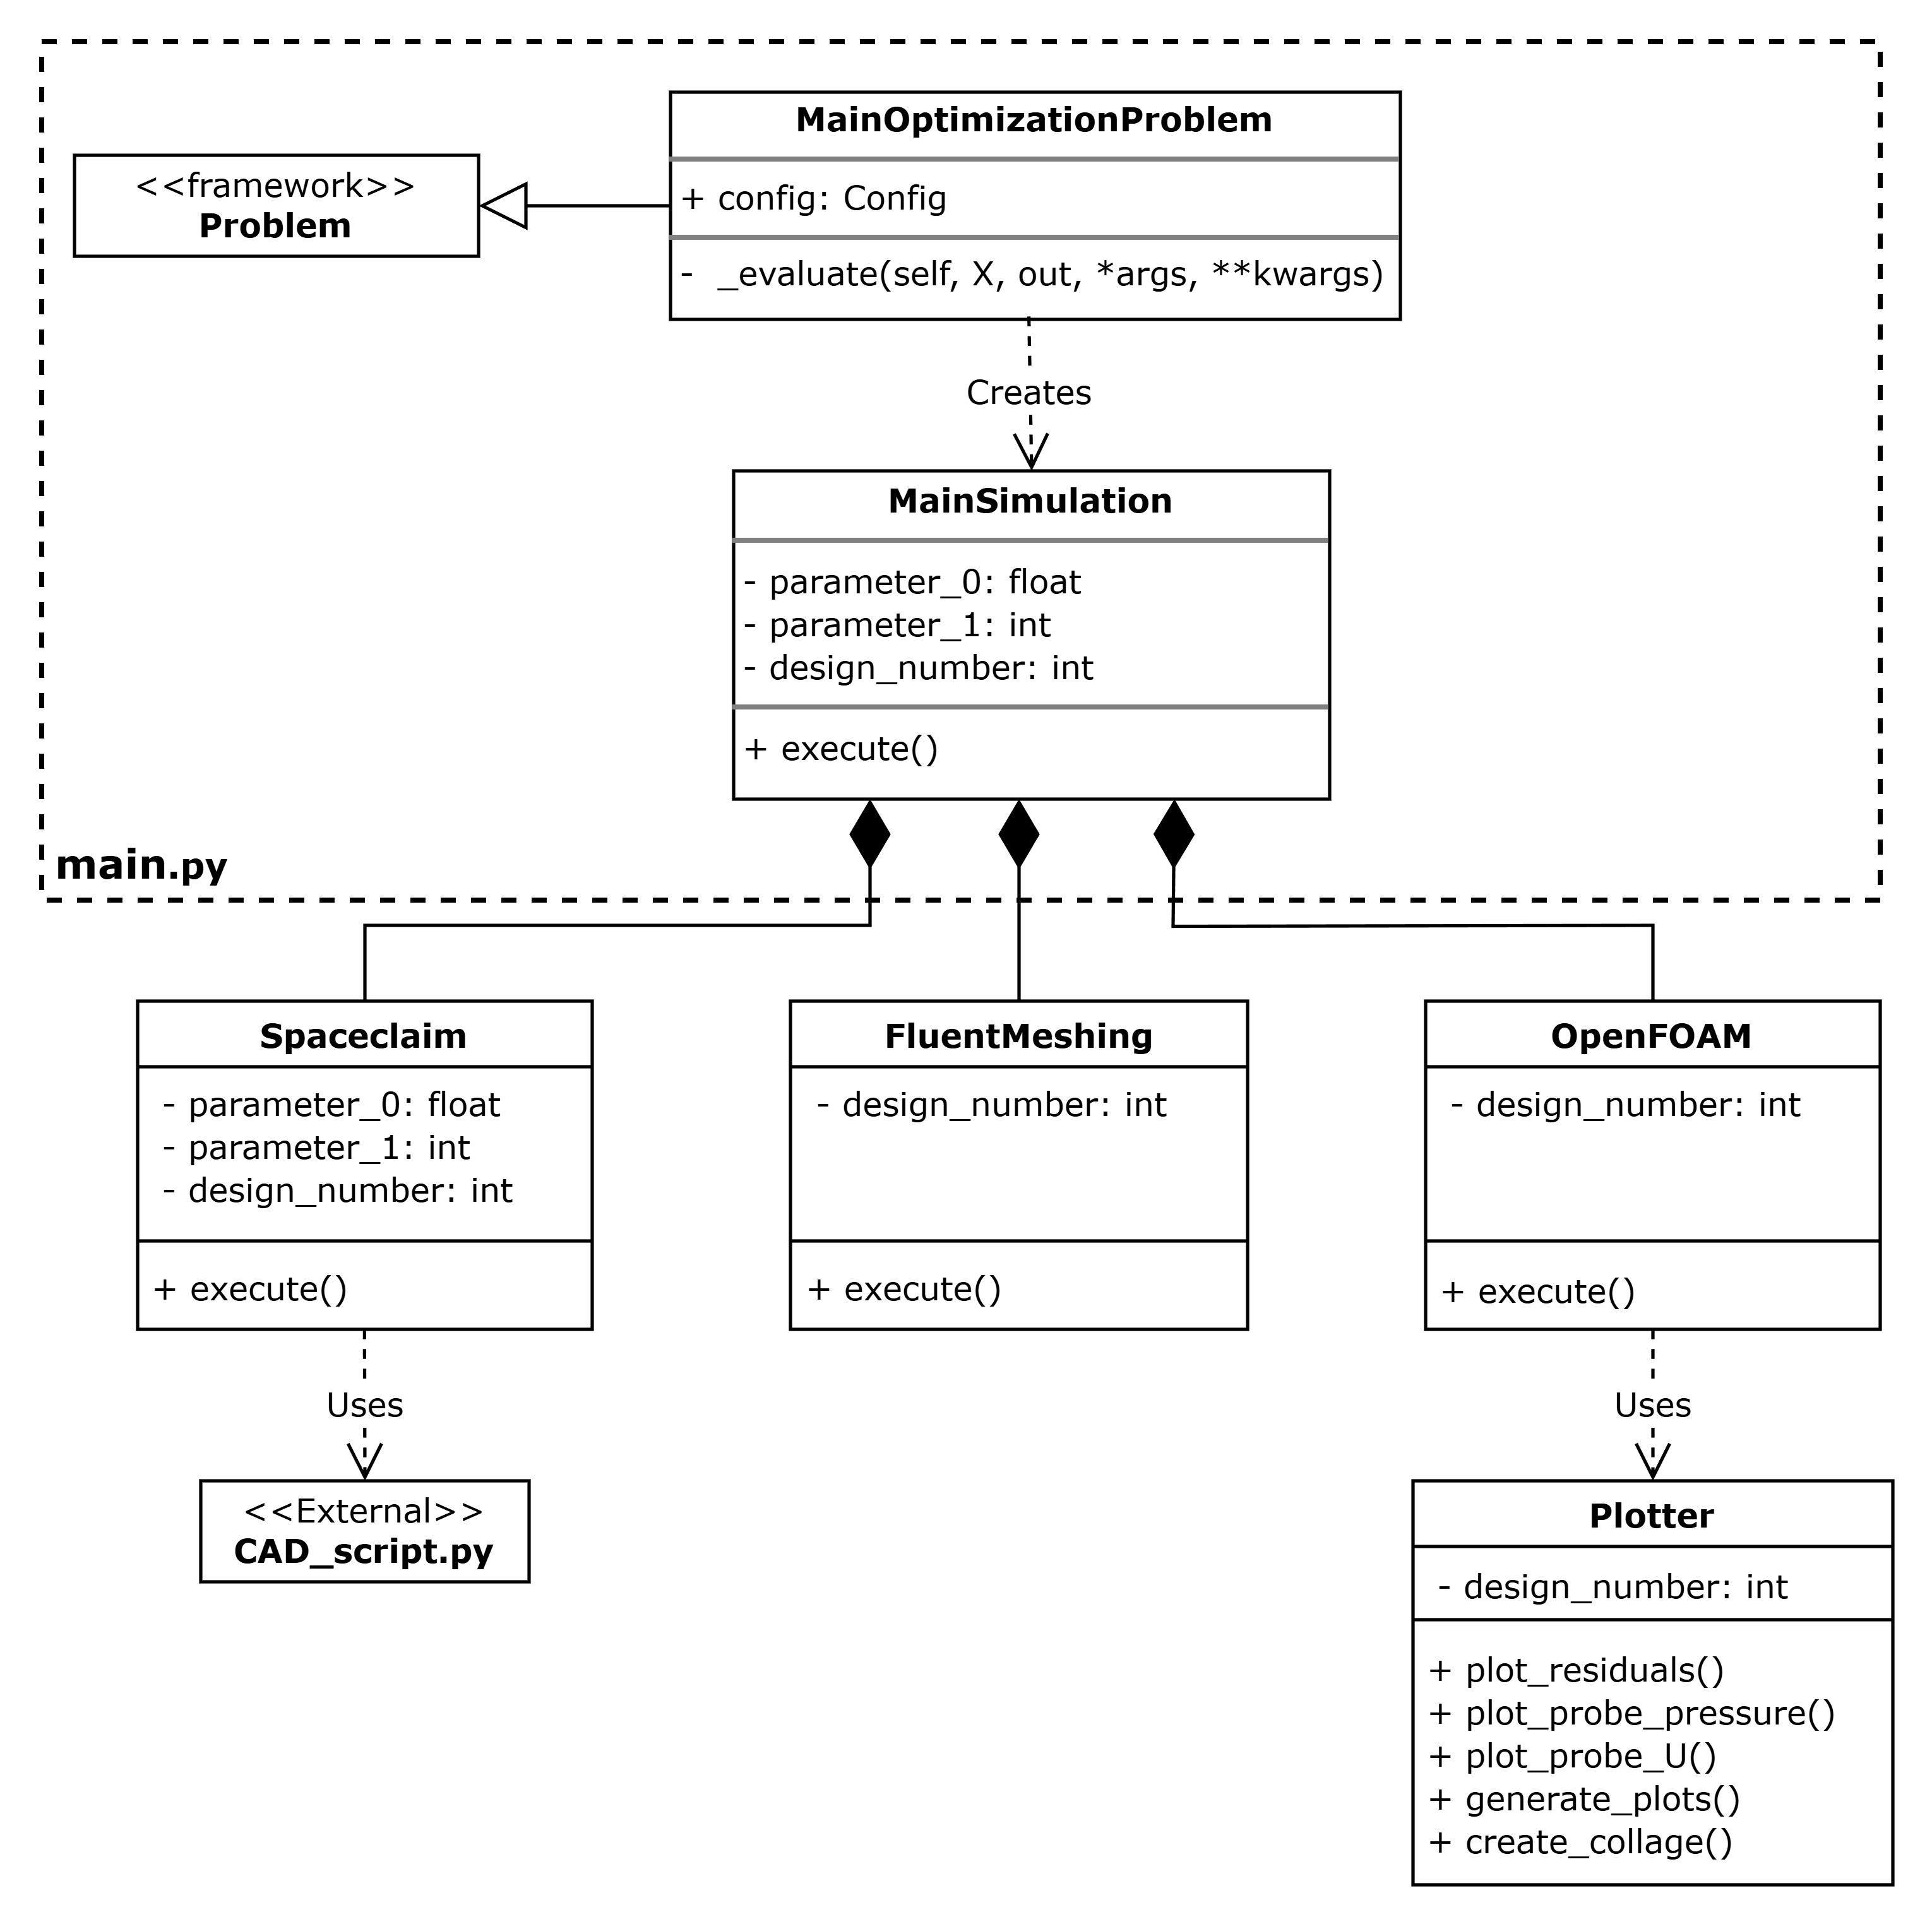 MainOptimizationProblem
<<framework>>
Problem
+ config: Config
- _evaluate(self, X, out, *args, **kwargs)
Creates
MainSimulation
- parameter_0: float
- parameter_1: int
- design_number: int
+ execute()
main.py
Spaceclaim
- parameter_0: float
- parameter_1: int
- design_number: int
+ execute()
FluentMeshing
- design_number: int
+ execute()
OpenFOAM
- design_number: int
+ execute()
Uses
<<External>>
CAD_script.py
Uses
Plotter
- design_number: int
+ plot_residuals()
+ plot_probe_pressure()
+ plot_probe_U()
+ generate_plots()
+ create_collage()